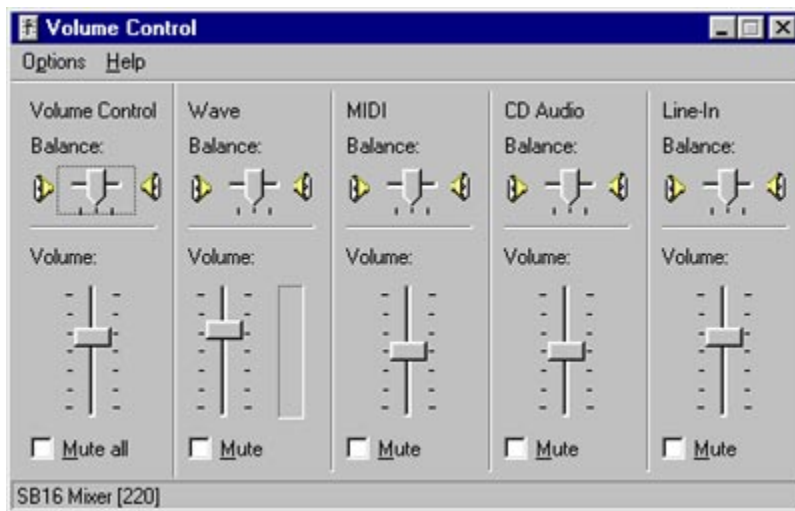 Volume Control
Options Help
Volume Control Wave MIDI CD Audio Line-In
Balance: Balance: Balance: Balance: Balance:
Volume: Volume: Volume: Volume: Volume:
Mute all Mute Mute Mute Mute
SB16 Mixer [220]